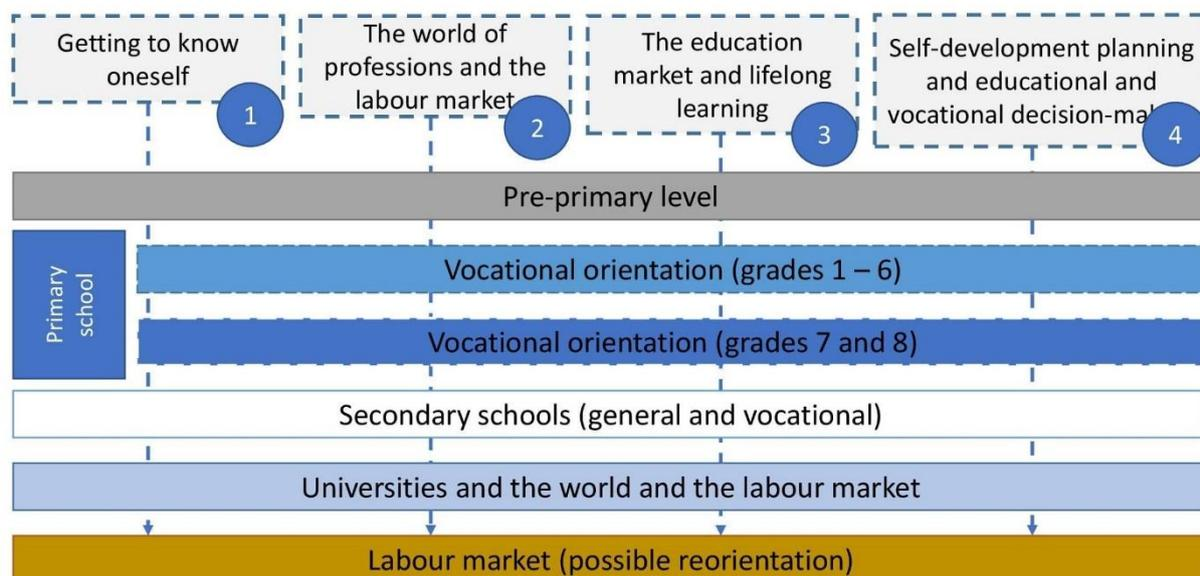 Getting to know
oneself
1
The world of
professions and the
labour market
2
The education
market and lifelong
learning
3
Self-development planning
and educational and
vocational
4
Pre-primary level
Primary
school
Vocational orientation (grades 1 – 6)
Vocational orientation (grades 7 and 8)
Secondary schools (general and vocational)
Universities and the world and the labour market
Labour market (possible reorientation)